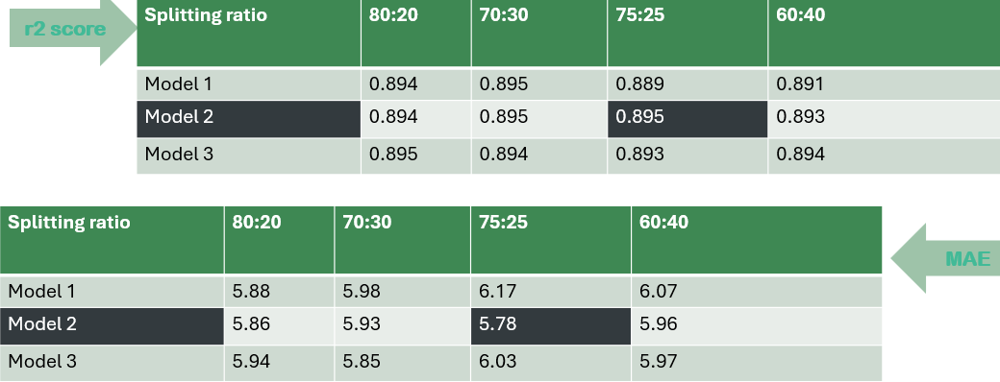 r2 score
Splitting ratio 80:20 70:30 75:25 60:40
Model 1 0.894 0.895 0.889 0.891
Model 2 0.894 0.895 0.895 0.893
Model 3 0.895 0.894 0.893 0.894
Splitting ratio 80:20 70:30 75:25 60:40
MAE
Model 1 5.88 5.98 6.17 6.07
Model 2 5.86 5.93 5.78 5.96
Model 3 5.94 5.85 6.03 5.97